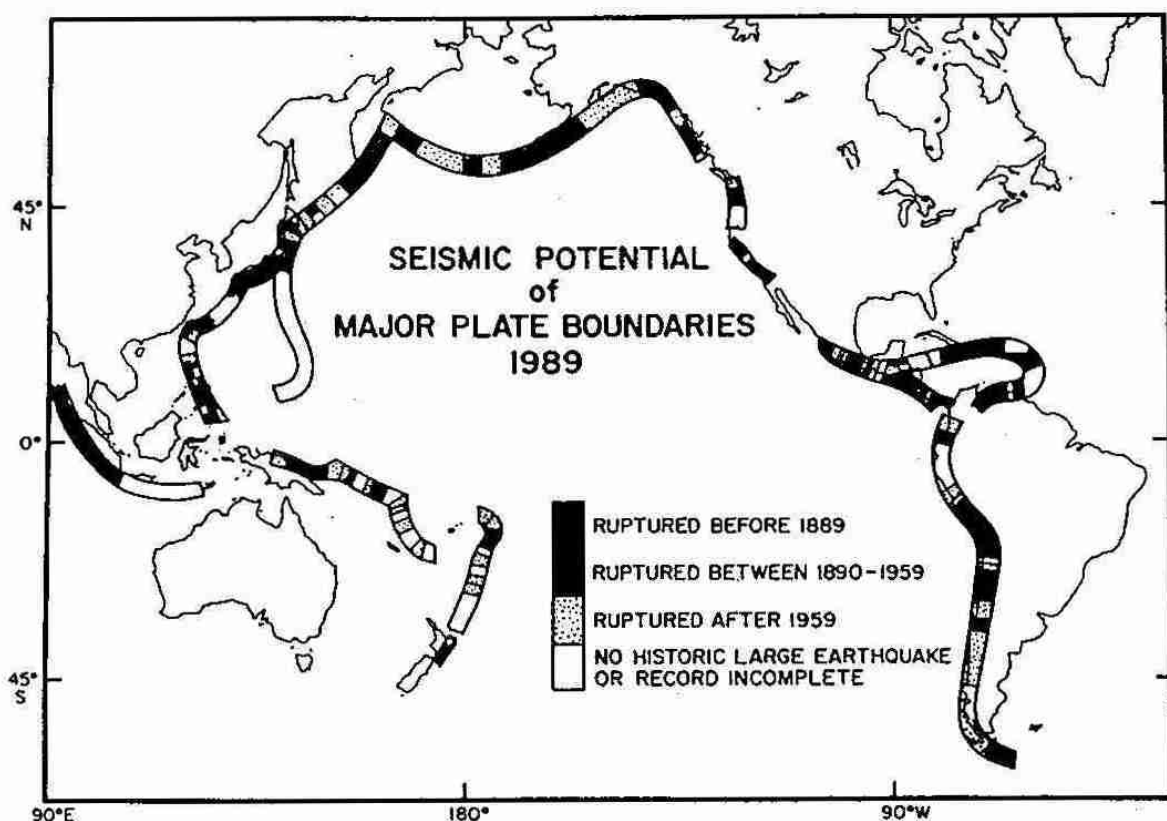 SEISMIC POTENTIAL
of
MAJOR PLATE BOUNDARIES
1989
RUPTURED BEFORE 1889
RUPTURED BETWEEN 1890-1959
RUPTURED AFTER 1959
NO HISTORIC LARGE EARTHQUAKE
OR RECORD INCOMPLETE
45°
N
0°
45°
S
90°E
180°
90°W